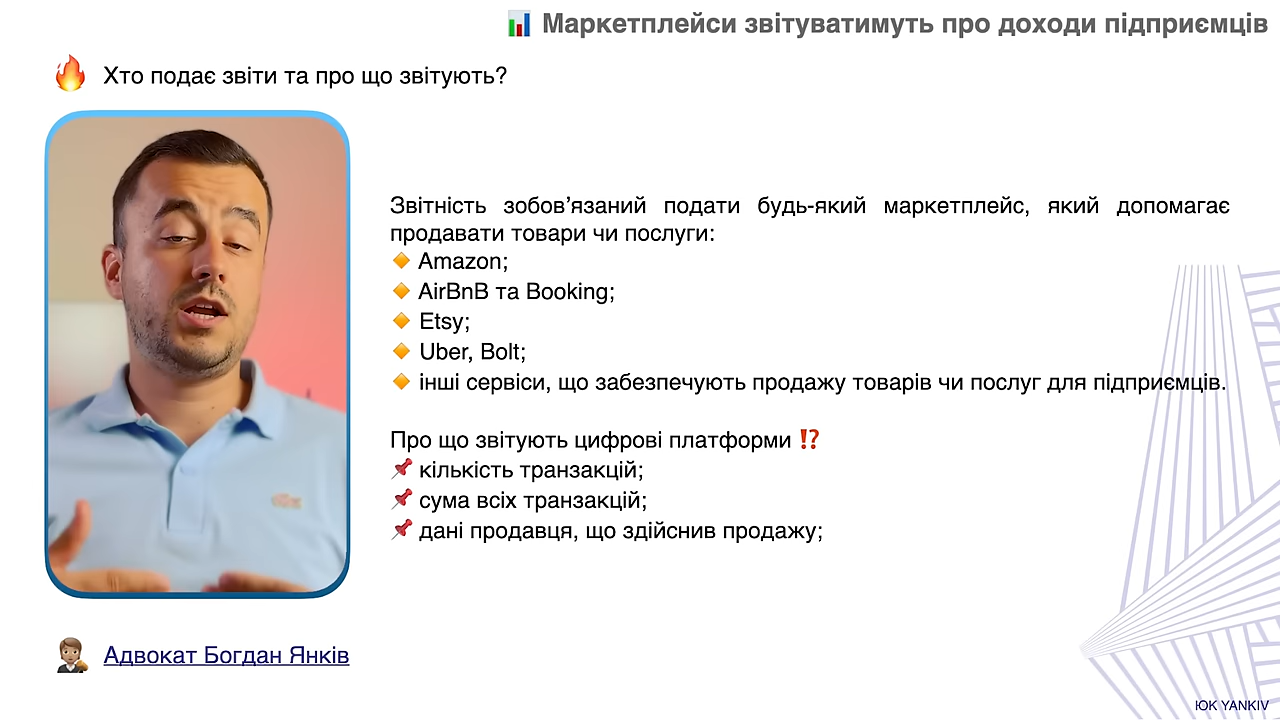 📊 Маркетплейси звітуватимуть про доходи підприємців
🔥 Хто подає звіти та про що звітують?
Звітність зобов’язаний подати будь-який маркетплейс, який допомагає
продавати товари чи послуги:
🔸 Amazon;
🔸 AirBnB та Booking;
🔸 Etsy;
🔸 Uber, Bolt;
🔸 інші сервіси, що забезпечують продажу товарів чи послуг для підприємців.
Про що звітують цифрові платформи ⁉️
📌 кількість транзакцій;
📌 сума всіх транзакцій;
📌 дані продавця, що здійснив продажу;
Адвокат Богдан Янків
ЮК YANKIV